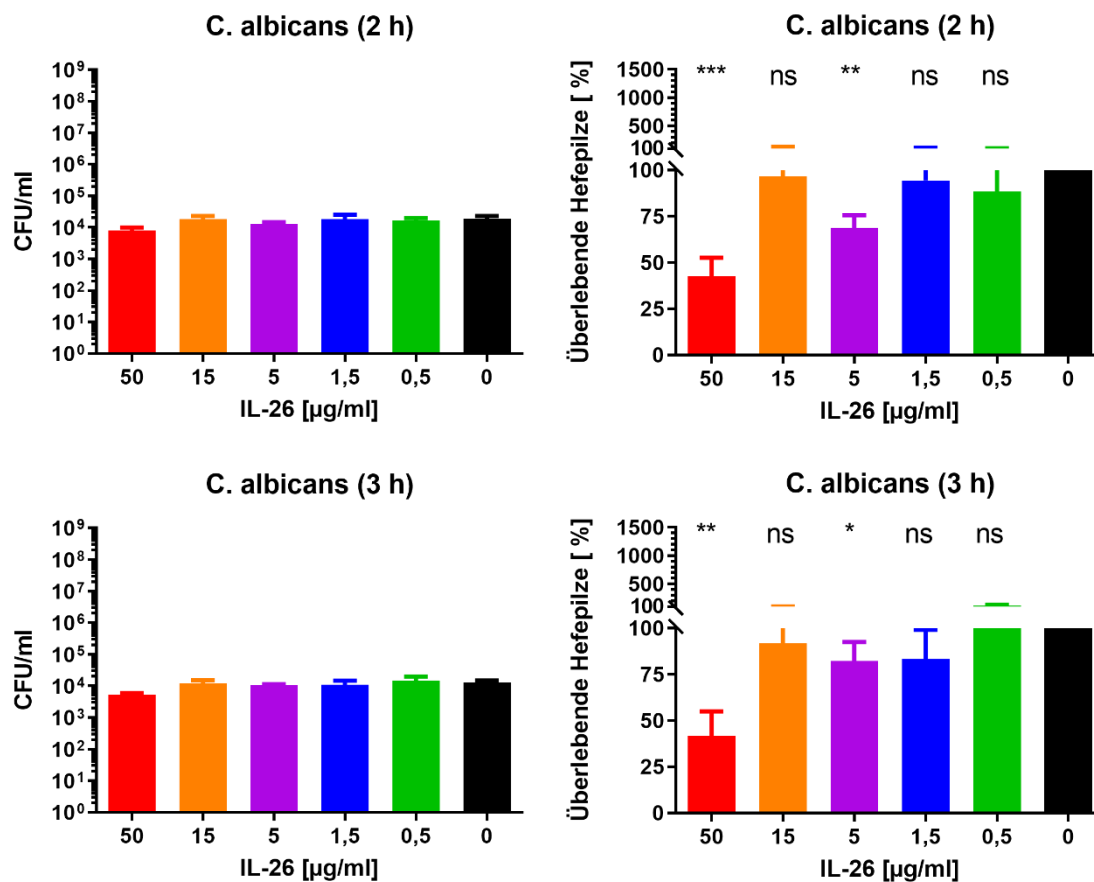 C. albicans (2 h)
CFU/ml
10⁹
10⁸
10⁷
10⁶
10⁵
10⁴
10³
10²
10¹
10⁰
50 15 5 1,5 0,5 0
IL-26 [µg/ml]
C. albicans (2 h)
Überlebende Hefepilze [ %]
*** ns ** ns ns
1500
1000
500
100
100
75
50
25
0
50 15 5 1,5 0,5 0
IL-26 [µg/ml]
C. albicans (3 h)
CFU/ml
10⁹
10⁸
10⁷
10⁶
10⁵
10⁴
10³
10²
10¹
10⁰
50 15 5 1,5 0,5 0
IL-26 [µg/ml]
C. albicans (3 h)
Überlebende Hefepilze [ %]
** ns * ns ns
1500
1000
500
100
100
75
50
25
0
50 15 5 1,5 0,5 0
IL-26 [µg/ml]